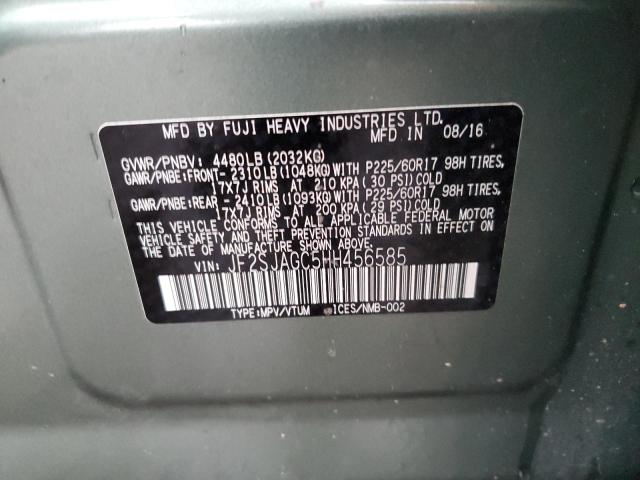 MFD BY FUJI HEAVY INDUSTRIES LTD.
MFD IN 08/16
GVWR/PNBV: 4480LB (2032KG)
GAWR/PNBE:FRONT- 2310LB (1048KG)WITH P225/60R17 98H TIRES,
17X7J RIMS AT 210 KPA (30 PSI)COLD
GAWR/PNBE:REAR -2410LB (1093KG)WITH P225/60R17 98H TIRES,
17X7J RIMS AT 200 KPA (PSI)COLD
THIS VEHICLE CONFORMS TO ALL APPLICABLE FEDERAL MOTOR
VEHICLE SAFETY AND THEFT PREVENTION STANDARDS IN EFFECT ON
THE DATE OF MANUFACTURE SHOWN ABOVE.
VIN: JF2SJAGC5HH456585
TYPE:MPV/VTUM ICES/NMB-002